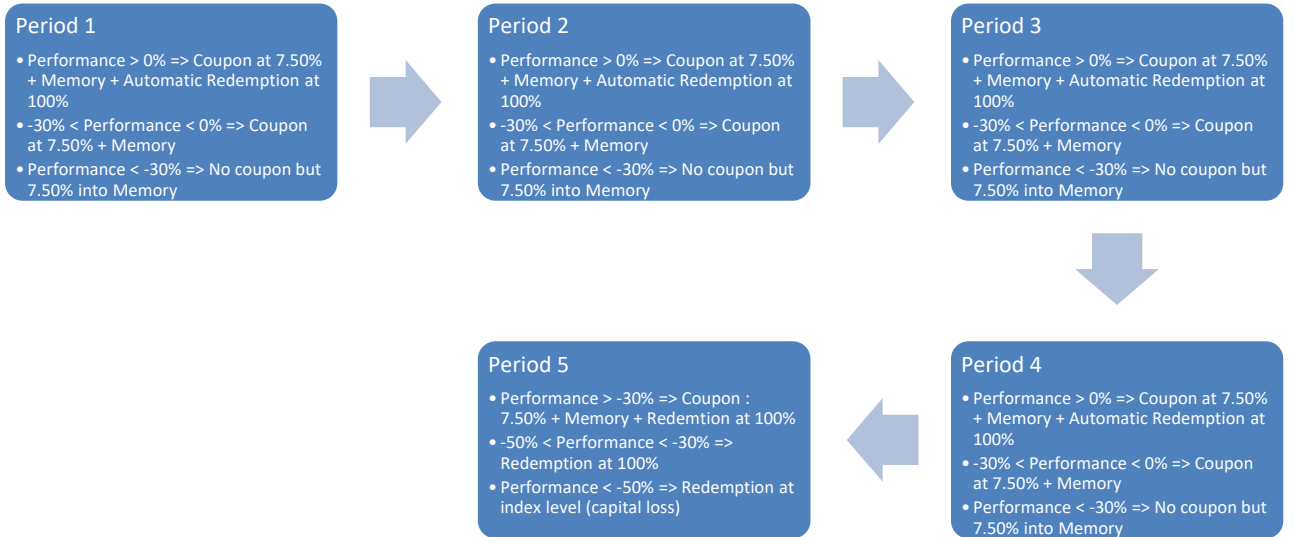 Period 1
• Performance > 0% => Coupon at 7.50%
+ Memory + Automatic Redemption at
100%
• -30% < Performance < 0% => Coupon
at 7.50% + Memory
• Performance < -30% => No coupon but
7.50% into Memory
Period 2
• Performance > 0% => Coupon at 7.50%
+ Memory + Automatic Redemption at
100%
• -30% < Performance < 0% => Coupon
at 7.50% + Memory
• Performance < -30% => No coupon but
7.50% into Memory
Period 3
• Performance > 0% => Coupon at 7.50%
+ Memory + Automatic Redemption at
100%
• -30% < Performance < 0% => Coupon
at 7.50% + Memory
• Performance < -30% => No coupon but
7.50% into Memory
Period 4
• Performance > 0% => Coupon at 7.50%
+ Memory + Automatic Redemption at
100%
• -30% < Performance < 0% => Coupon
at 7.50% + Memory
• Performance < -30% => No coupon but
7.50% into Memory
Period 5
• Performance > -30% => Coupon :
7.50% + Memory + Redemtion at 100%
• -50% < Performance < -30% =>
Redemption at 100%
• Performance < -50% => Redemption at
index level (capital loss)